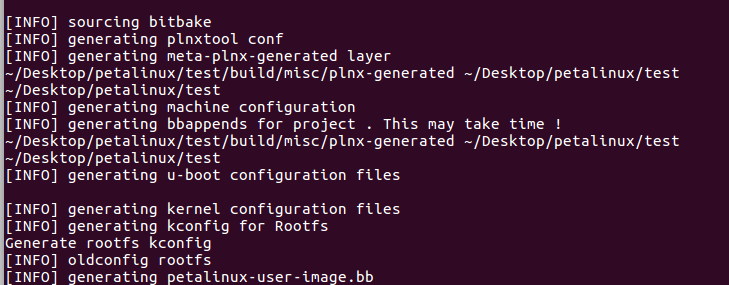 [INFO] sourcing bitbake
[INFO] generating plnxtool conf
[INFO] generating meta-plnx-generated layer
~/Desktop/petalinux/test/build/misc/plnx-generated ~/Desktop/petalinux/test
~/Desktop/petalinux/test
[INFO] generating machine configuration
[INFO] generating bbappends for project . This may take time !
~/Desktop/petalinux/test/build/misc/plnx-generated ~/Desktop/petalinux/test
~/Desktop/petalinux/test
[INFO] generating u-boot configuration files
[INFO] generating kernel configuration files
[INFO] generating kconfig for Rootfs
Generate rootfs kconfig
[INFO] oldconfig rootfs
[INFO] generating petalinux-user-image.bb